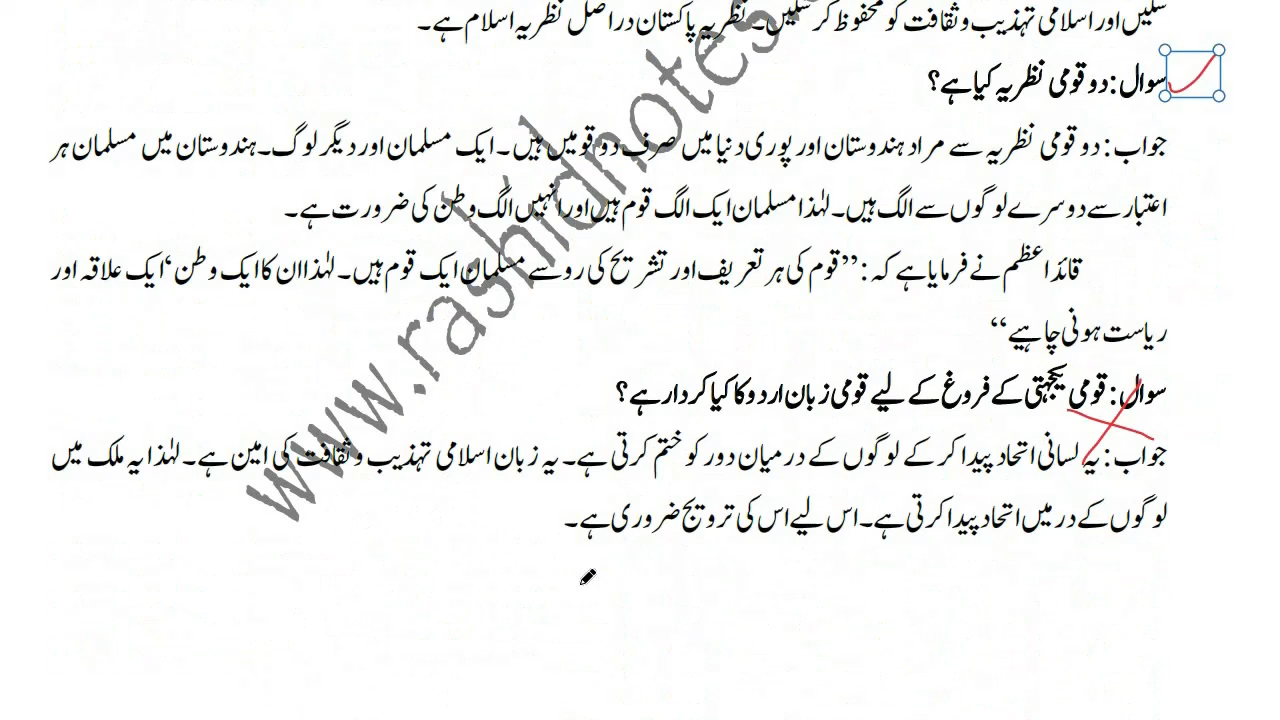 سکیں اور اسلامی تہذیب و ثقافت کو محفوظ کر سکیں۔ نظریہ پاکستان در اصل نظریہ اسلام ہے۔
سوال: دو قومی نظریہ کیا ہے؟
جواب: دو قومی نظریہ سے مراد ہندوستان اور پوری دنیا میں صرف دو قومیں ہیں۔ ایک مسلمان اور دیگر لوگ۔ ہندوستان میں مسلمان ہر
اعتبار سے دوسرے لوگوں سے الگ ہیں۔ لہٰذا مسلمان ایک الگ قوم ہیں اور انہیں الگ وطن کی ضرورت ہے۔
قائد اعظم نے فرمایا ہے کہ: ’’قوم کی ہر تعریف اور تشریح کی رو سے مسلمان ایک قوم ہیں۔ لہٰذا ان کا ایک وطن‘ ایک علاقہ اور
ریاست ہونی چاہیے‘‘
سوال: قومی یکجہتی کے فروغ کے لیے قومی زبان اردو کا کیا کردار ہے؟
جواب: یہ لسانی اتحاد پیدا کر کے لوگوں کے درمیان دور کو ختم کرتی ہے۔ یہ زبان اسلامی تہذیب و ثقافت کی امین ہے۔ لہٰذا یہ ملک میں
لوگوں کے در میں اتحاد پیدا کرتی ہے۔ اس لیے اس کی ترویج ضروری ہے۔
www.rashidnotes.